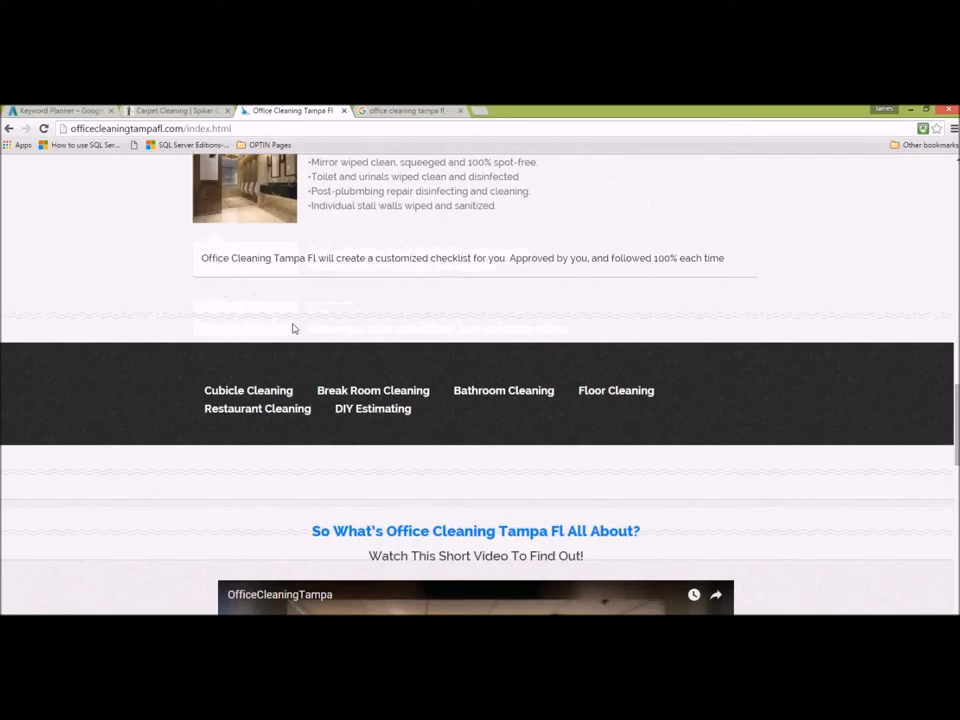 Keyword Planner – Googl
Carpet Cleaning | Spiker C
Office Cleaning Tampa Fl
office cleaning tampa fl -
James
officecleaningtampafl.com/index.html
Apps
How to use SQL Ser...
SQL Server Editions-...
OPTIN Pages
Other bookmarks
•Mirror wiped clean, squeeged and 100% spot-free.
•Toilet and urinals wiped clean and disinfected
•Post-plubmbing repair disinfecting and cleaning.
•Individual stall walls wiped and sanitized.
Office Cleaning Tampa Fl will create a customized checklist for you. Approved by you, and followed 100% each time
Cubicle Cleaning Break Room Cleaning Bathroom Cleaning Floor Cleaning
Restaurant Cleaning DIY Estimating
So What's Office Cleaning Tampa Fl All About?
Watch This Short Video To Find Out!
OfficeCleaningTampa